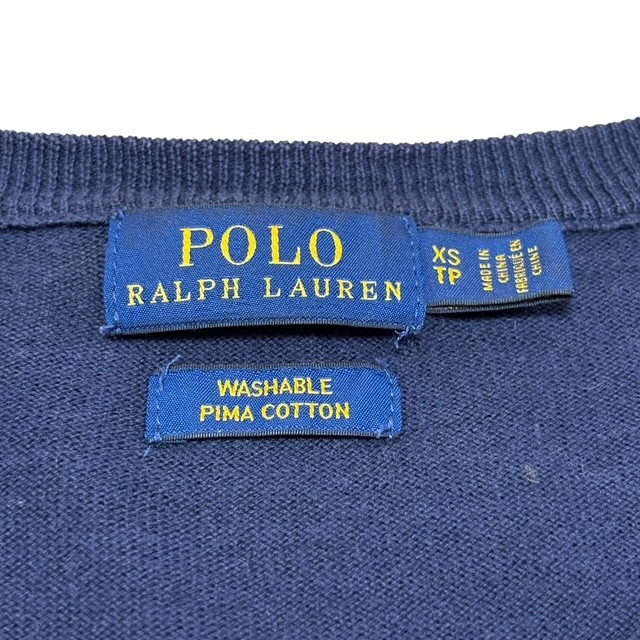 POLO
RALPH LAUREN
XS
TP
MADE IN
CHINA
FABRIQUÉ EN
CHINE
WASHABLE
PIMA COTTON